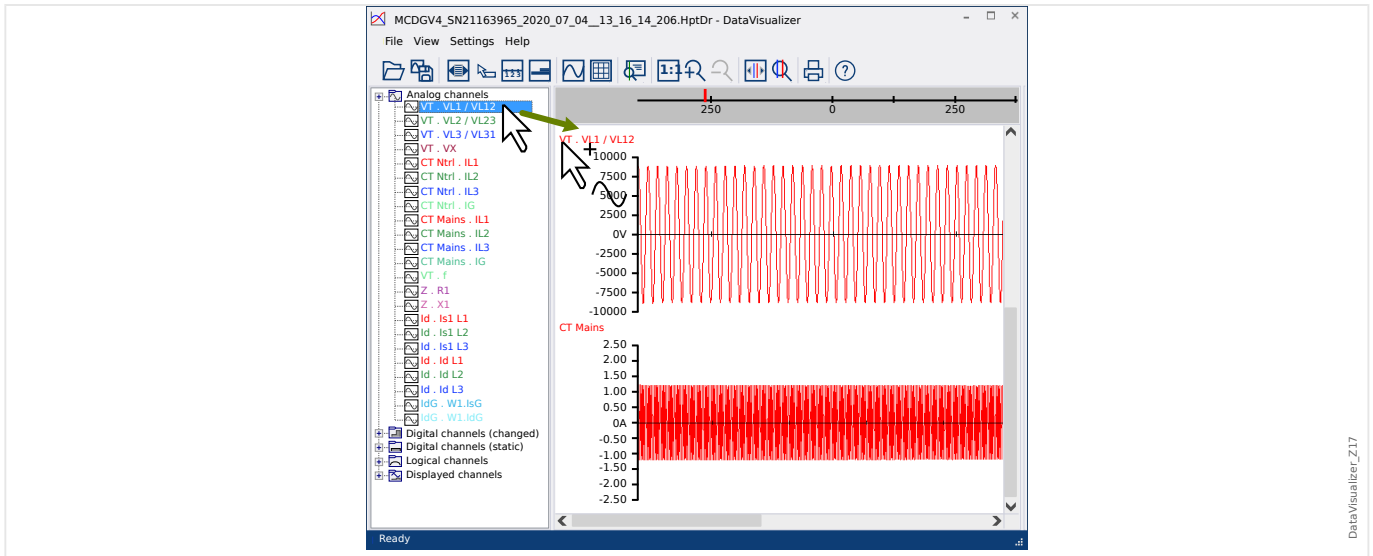 MCDGV4_SN21163965_2020_07_04__13_16_14_206.HptDr - DataVisualizer
File View Settings Help
1 2 3
1:1
?
Analog channels
VT . VL1 / VL12
VT . VL2 / VL23
VT . VL3 / VL31
VT . VX
CT Ntrl . IL1
CT Ntrl . IL2
CT Ntrl . IL3
CT Ntrl . IG
CT Mains . IL1
CT Mains . IL2
CT Mains . IL3
CT Mains . IG
VT . f
Z . R1
Z . X1
Id . Is1 L1
Id . Is1 L2
Id . Is1 L3
Id . Id L1
Id . Id L2
Id . Id L3
IdG . W1.IsG
IdG . W1.IdG
Digital channels (changed)
Digital channels (static)
Logical channels
Displayed channels
250 0 250
VT . VL1 / VL12
10000
7500
5000
2500
0V
-2500
-5000
-7500
-10000
CT Mains
2.50
2.00
1.50
1.00
0.50
0A
-0.50
-1.00
-1.50
-2.00
-2.50
Ready
DataVisualizer_Z17